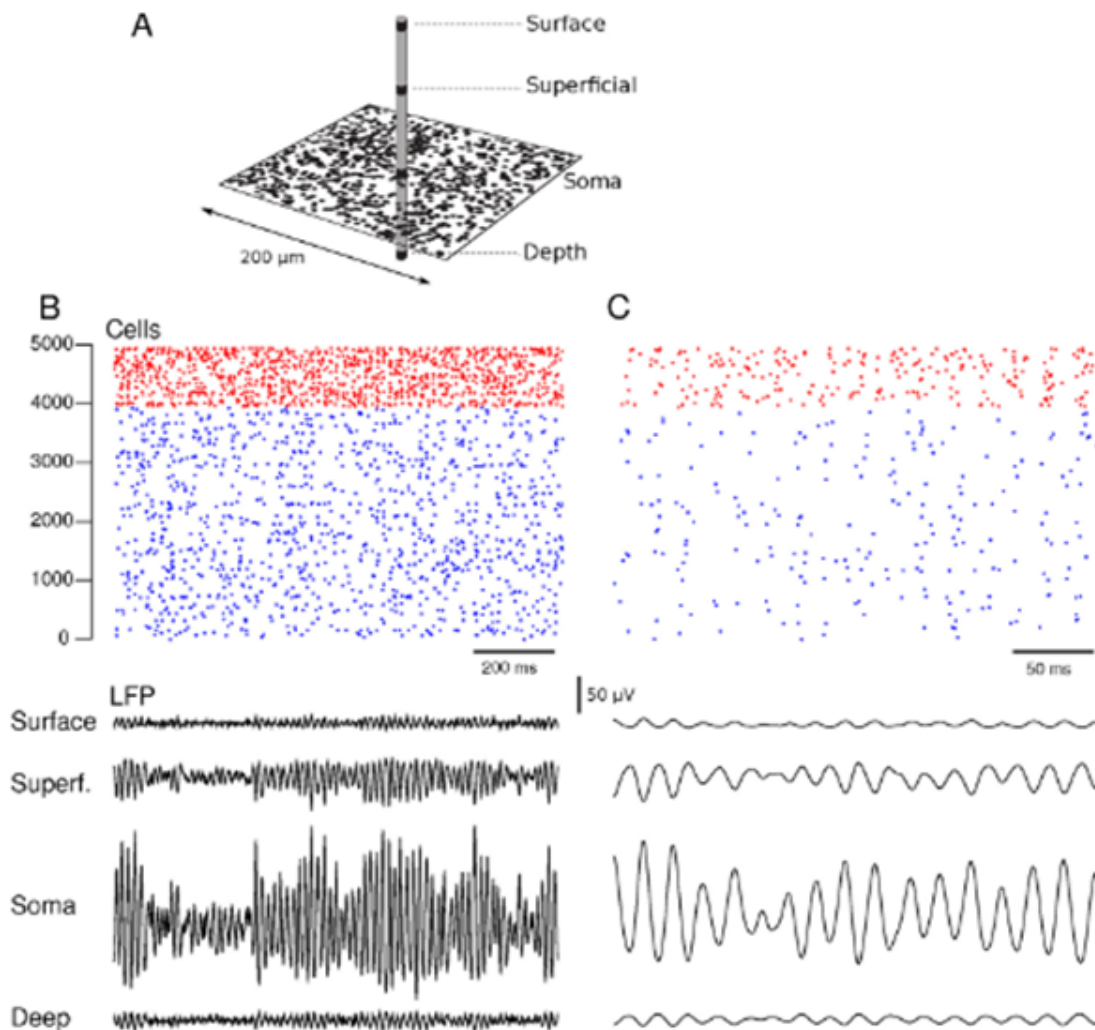 A
Surface
Superficial
Soma
Depth
200 µm
B
C
Cells
5000
4000
3000
2000
1000
0
200 ms
50 ms
LFP
50 µV
Surface
Superf.
Soma
Deep